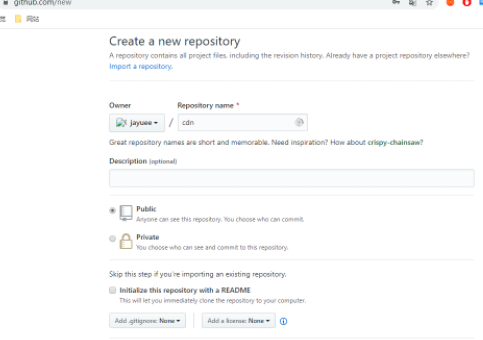 github.com/new
网站
Create a new repository
A repository contains all project files, including the revision history. Already have a project repository elsewhere?
Import a repository.
Owner Repository name *
jayuee / cdn
Great repository names are short and memorable. Need inspiration? How about crispy-chainsaw?
Description (optional)
Public
Anyone can see this repository. You choose who can commit.
Private
You choose who can see and commit to this repository.
Skip this step if you're importing an existing repository.
Initialize this repository with a README
This will let you immediately clone the repository to your computer.
Add .gitignore: None Add a license: None